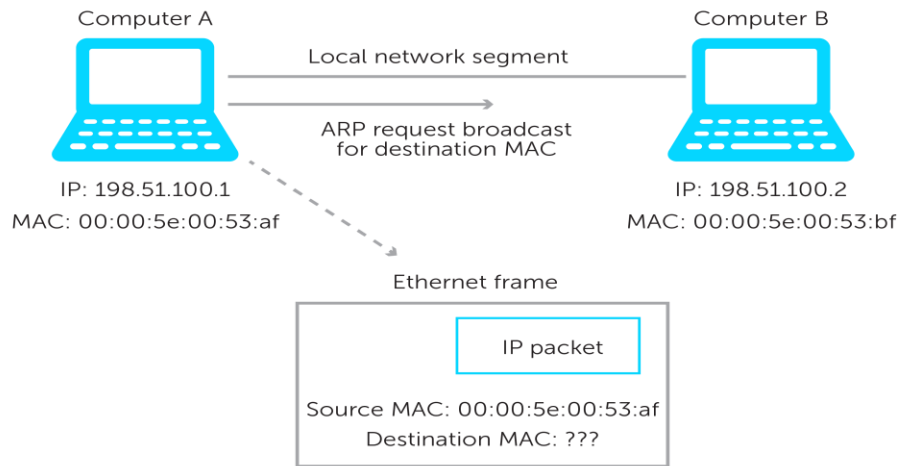 Computer A
Computer B
Local network segment
ARP request broadcast
for destination MAC
IP: 198.51.100.1
MAC: 00:00:5e:00:53:af
IP: 198.51.100.2
MAC: 00:00:5e:00:53:bf
Ethernet frame
IP packet
Source MAC: 00:00:5e:00:53:af
Destination MAC: ???